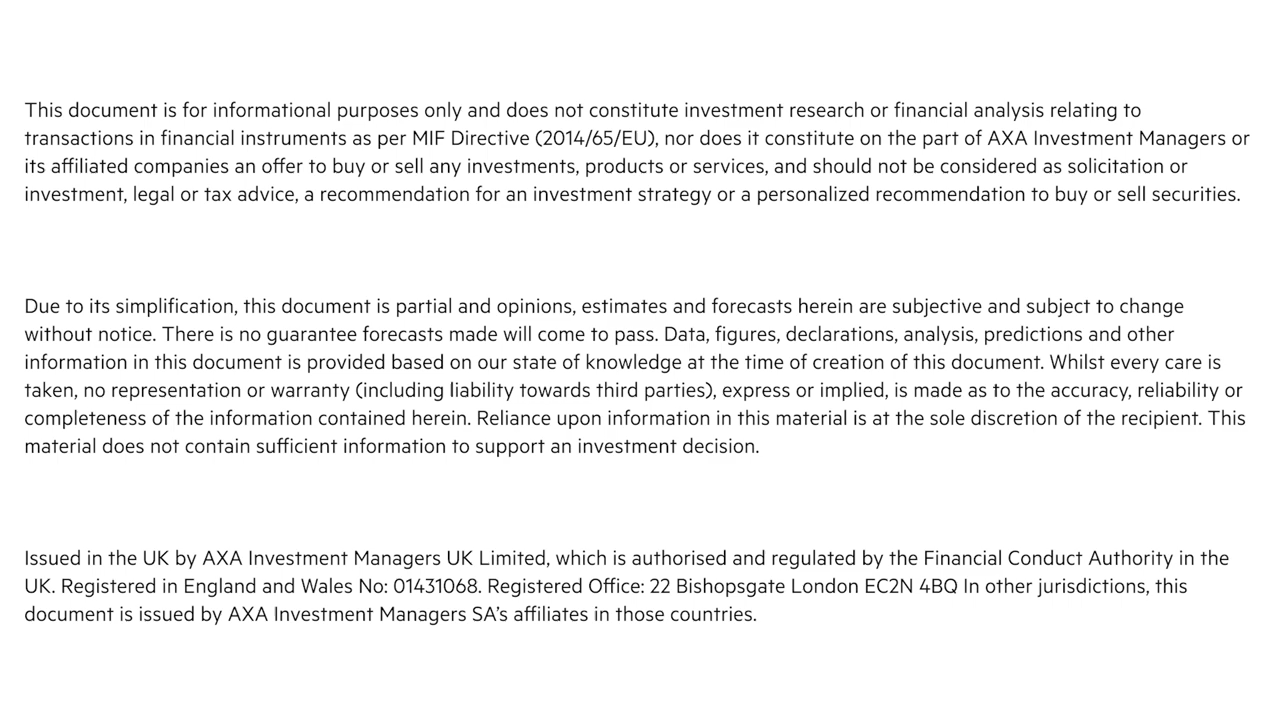 This document is for informational purposes only and does not constitute investment research or financial analysis relating to
transactions in financial instruments as per MIF Directive (2014/65/EU), nor does it constitute on the part of AXA Investment Managers or
its affiliated companies an offer to buy or sell any investments, products or services, and should not be considered as solicitation or
investment, legal or tax advice, a recommendation for an investment strategy or a personalized recommendation to buy or sell securities.
Due to its simplification, this document is partial and opinions, estimates and forecasts herein are subjective and subject to change
without notice. There is no guarantee forecasts made will come to pass. Data, figures, declarations, analysis, predictions and other
information in this document is provided based on our state of knowledge at the time of creation of this document. Whilst every care is
taken, no representation or warranty (including liability towards third parties), express or implied, is made as to the accuracy, reliability or
completeness of the information contained herein. Reliance upon information in this material is at the sole discretion of the recipient. This
material does not contain sufficient information to support an investment decision.
Issued in the UK by AXA Investment Managers UK Limited, which is authorised and regulated by the Financial Conduct Authority in the
UK. Registered in England and Wales No: 01431068. Registered Office: 22 Bishopsgate London EC2N 4BQ In other jurisdictions, this
document is issued by AXA Investment Managers SA’s affiliates in those countries.